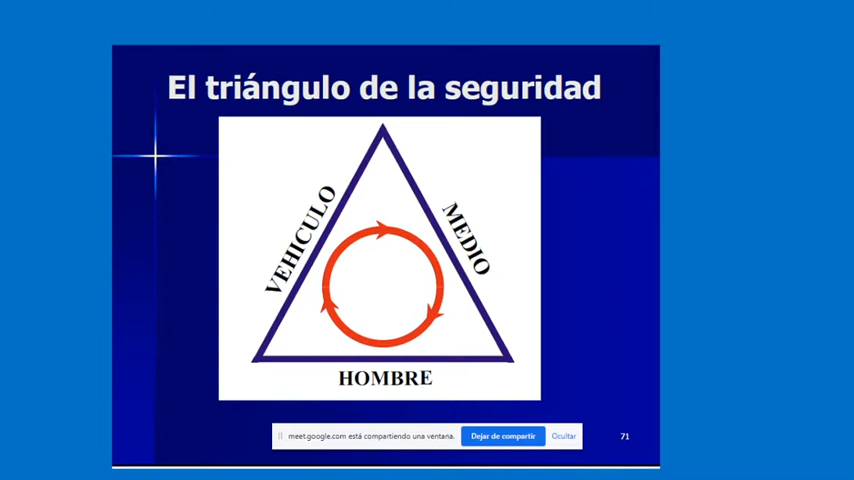 El triángulo de la seguridad
VEHICULO
MEDIO
HOMBRE
meet.google.com está compartiendo una ventana.
Dejar de compartir
Ocultar
71